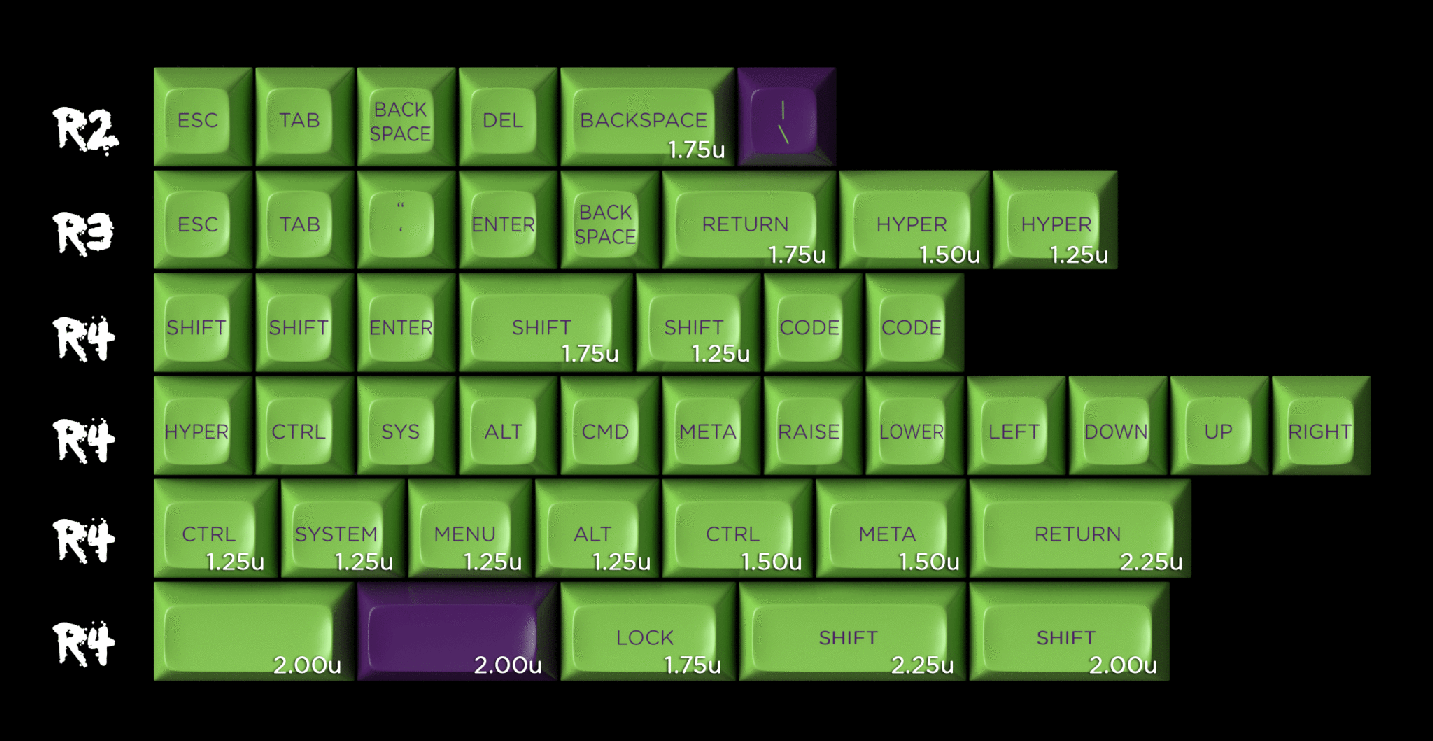 R2 ESC TAB BACK SPACE DEL BACKSPACE 1.75u | \
R3 ESC TAB “ ‘ ENTER BACK SPACE RETURN 1.75u HYPER 1.50u HYPER 1.25u
R4 SHIFT SHIFT ENTER SHIFT 1.75u SHIFT 1.25u CODE CODE
R4 HYPER CTRL SYS ALT CMD META RAISE LOWER LEFT DOWN UP RIGHT
R4 CTRL 1.25u SYSTEM 1.25u MENU 1.25u ALT 1.25u CTRL 1.50u META 1.50u RETURN 2.25u
R4 2.00u 2.00u LOCK 1.75u SHIFT 2.25u SHIFT 2.00u